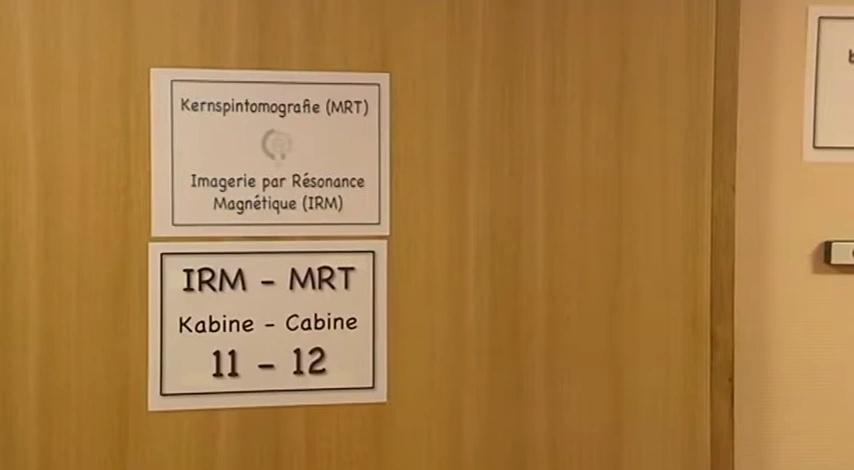 Kernspintomografie (MRT)
Imagerie par Résonance
Magnétique (IRM)
IRM - MRT
Kabine - Cabine
11 - 12